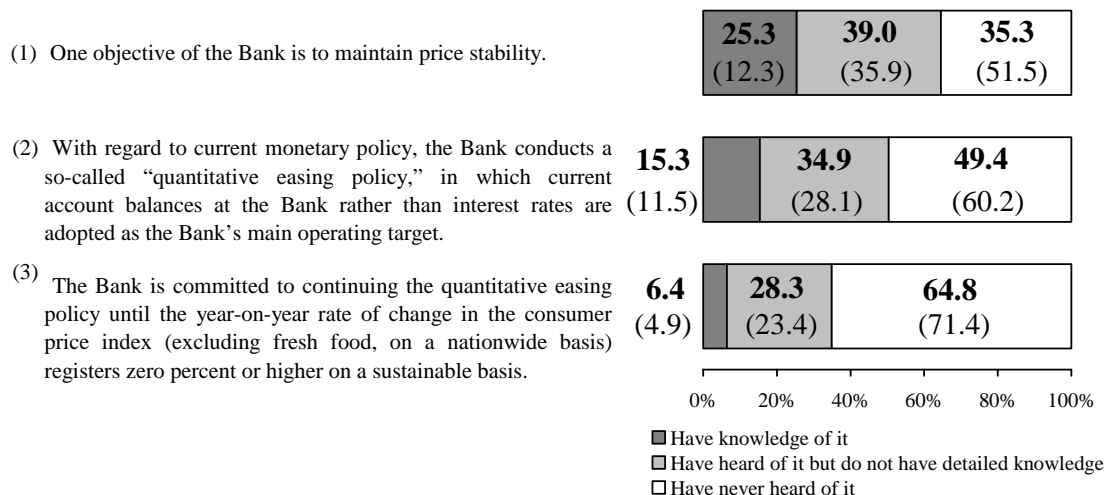 25.3 39.0 35.3
(1) One objective of the Bank is to maintain price stability.
(12.3) (35.9) (51.5)
(2) With regard to current monetary policy, the Bank conducts a
so-called “quantitative easing policy,” in which current
account balances at the Bank rather than interest rates are
adopted as the Bank’s main operating target.
15.3 34.9 49.4
(11.5) (28.1) (60.2)
(3) The Bank is committed to continuing the quantitative easing
policy until the year-on-year rate of change in the consumer
price index (excluding fresh food, on a nationwide basis)
registers zero percent or higher on a sustainable basis.
6.4 28.3 64.8
(4.9) (23.4) (71.4)
0% 20% 40% 60% 80% 100%
Have knowledge of it
Have heard of it but do not have detailed knowledge
Have never heard of it